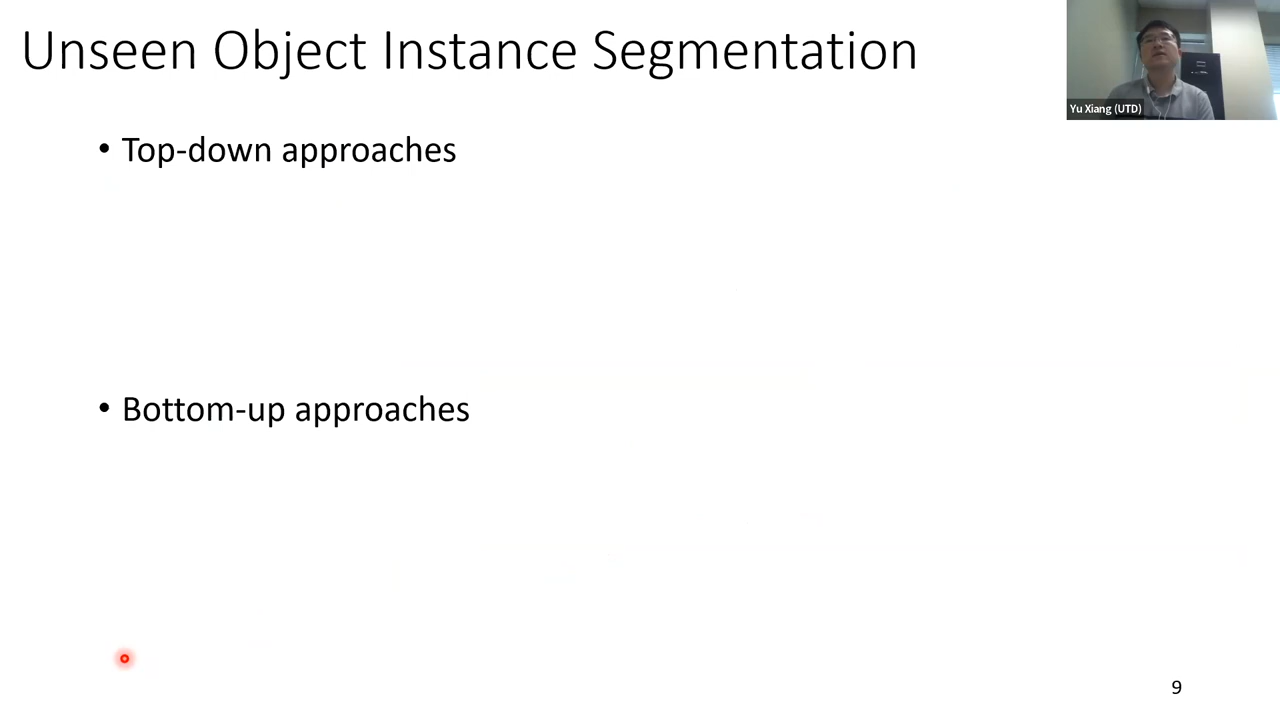 Unseen Object Instance Segmentation
Yu Xiang (UTD)
• Top-down approaches
• Bottom-up approaches
9